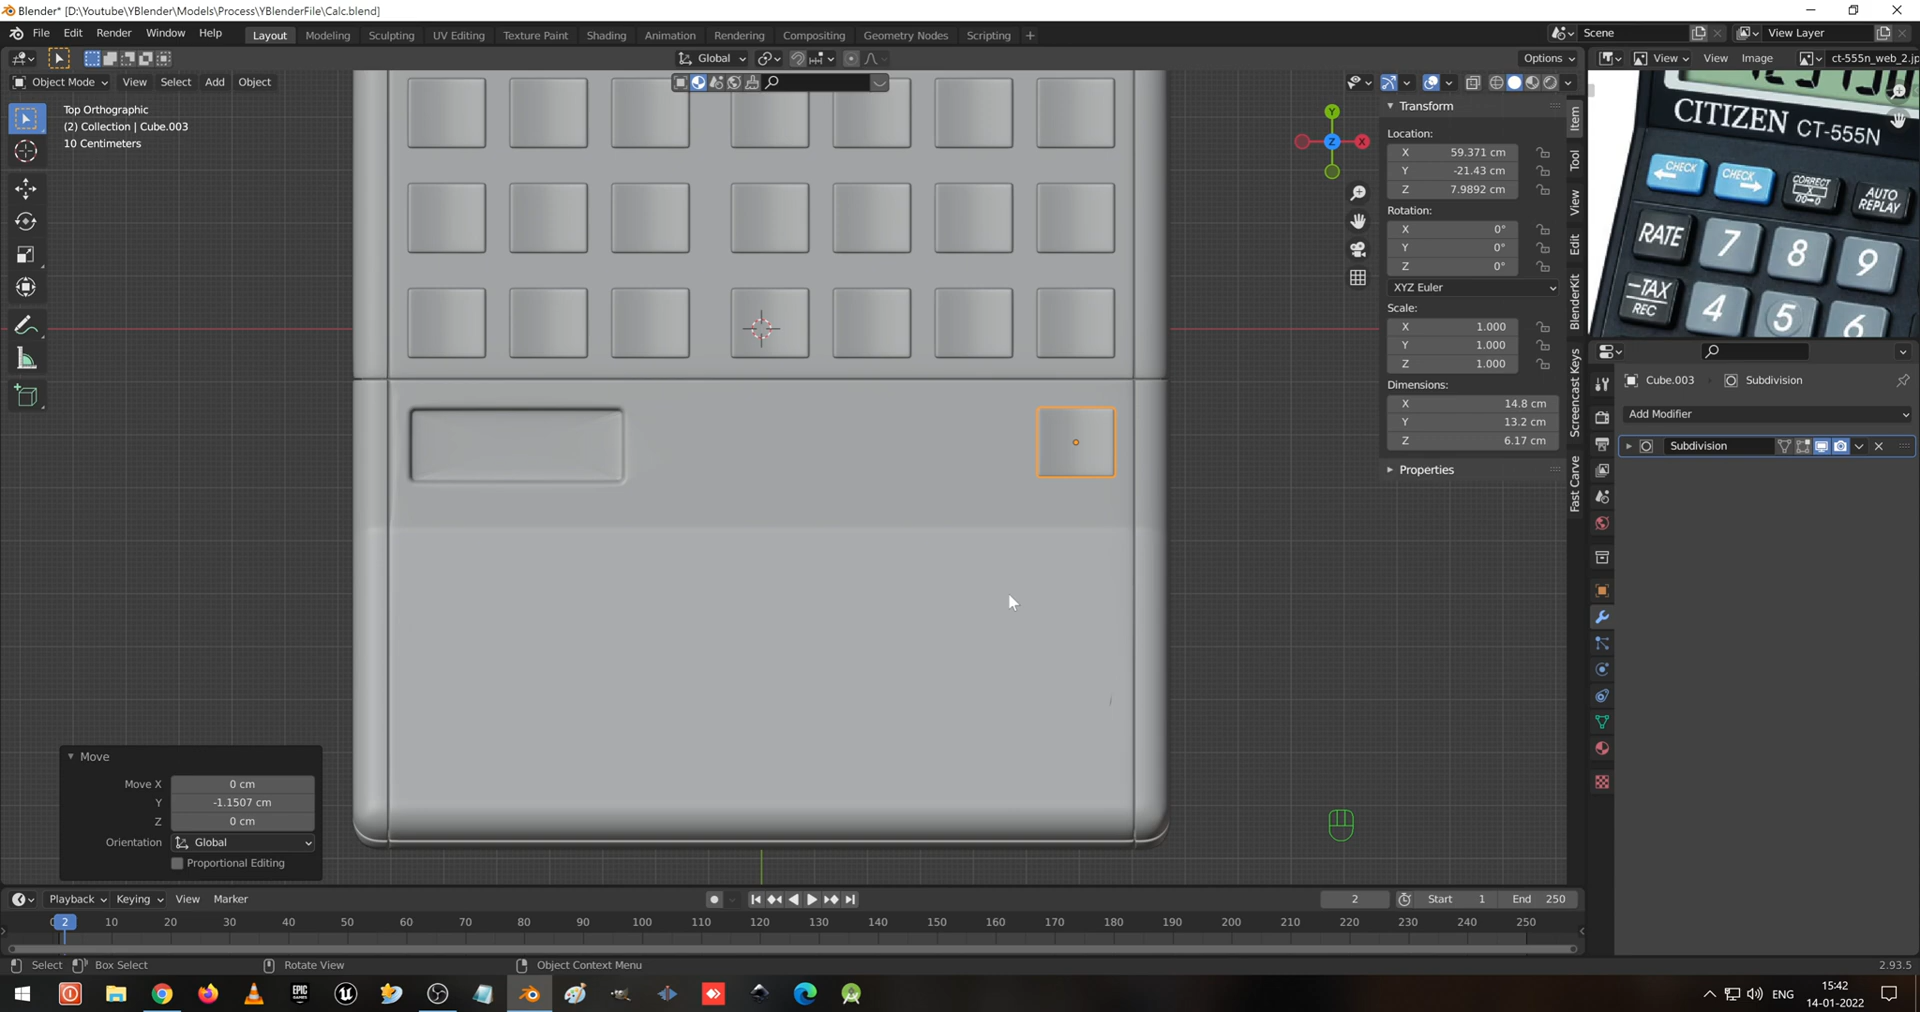 Blender* [D:\Youtube\YBlender\Models\Process\YBlenderFile\Calc.blend]
File Edit Render Window Help
Layout Modeling Sculpting UV Editing Texture Paint Shading Animation Rendering Compositing Geometry Nodes Scripting +
Scene
View Layer
Global
Options
View View Image ct-555n_web_2.jp
Object Mode View Select Add Object
Top Orthographic
(2) Collection | Cube.003
10 Centimeters
Transform
Location:
X 59.371 cm
Y -21.43 cm
Z 7.9892 cm
Rotation:
X 0°
Y 0°
Z 0°
XYZ Euler
Scale:
X 1.000
Y 1.000
Z 1.000
Dimensions:
X 14.8 cm
Y 13.2 cm
Z 6.17 cm
Properties
Item
Tool
View
Edit
BlenderKit
Screencast Keys
Fast Carve
Y
X
Z
CITIZEN CT-555N
CHECK
CHECK
CORRECT
X
00→0
AUTO
REPLAY
RATE
7
8
9
-TAX
REC
4
5
6
Cube.003 Subdivision
Add Modifier
Subdivision
Move
Move X 0 cm
Y -1.1507 cm
Z 0 cm
Orientation Global
Proportional Editing
Playback Keying View Marker
2 Start 1 End 250
2 10 20 30 40 50 60 70 80 90 100 110 120 130 140 150 160 170 180 190 200 210 220 230 240 250
Select Box Select Rotate View Object Context Menu
2.93.5
EPIC
GAMES
ENG
15:42
14-01-2022